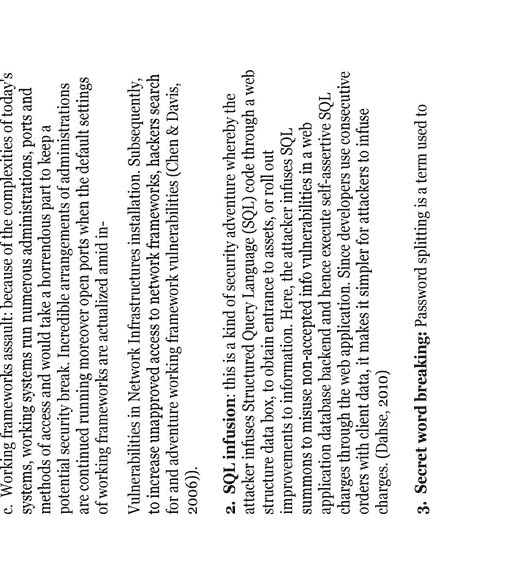 c. Working frameworks assault: because of the complexities of today's
systems, working systems run numerous administrations, ports and
methods of access and would take a horrendous part to keep a
potential security break. Incredible arrangements of administrations
are continued running moreover open ports when the default settings
of working frameworks are actualized amid in-
Vulnerabilities in Network Infrastructures installation. Subsequently,
to increase unapproved access to network frameworks, hackers search
for and adventure working framework vulnerabilities (Chen & Davis,
2006)).
2. SQL infusion: this is a kind of security adventure whereby the
attacker infuses Structured Query Language (SQL) code through a web
structure data box, to obtain entrance to assets, or roll out
improvements to information. Here, the attacker infuses SQL
summons to misuse non-accepted info vulnerabilities in a web
application database backend and hence execute self-assertive SQL
charges through the web application. Since developers use consecutive
orders with client data, it makes it simpler for attackers to infuse
charges. (Dahse, 2010)
3. Secret word breaking: Password splitting is a term used to